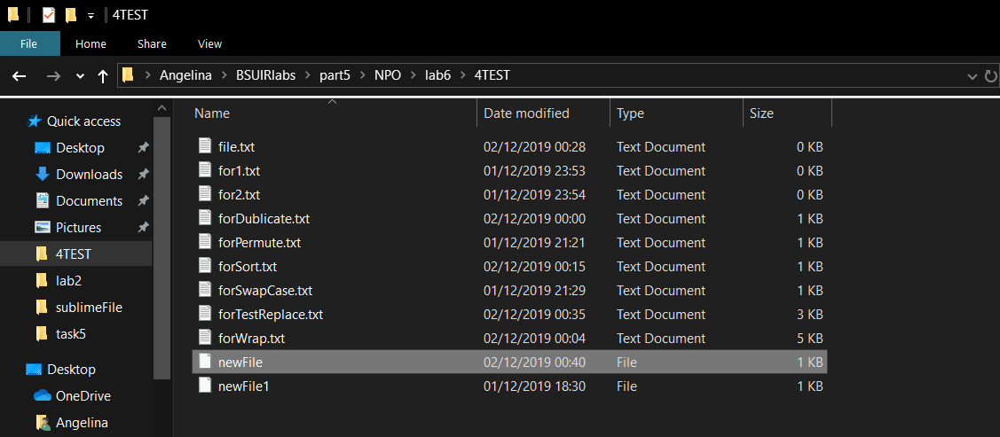 4TEST
File Home Share View
Angelina BSUIRlabs part5 NPO lab6 4TEST
Quick access
Desktop
Downloads
Documents
Pictures
4TEST
lab2
sublimeFile
task5
Desktop
OneDrive
Angelina
Name Date modified Type Size
file.txt 02/12/2019 00:28 Text Document 0 KB
for1.txt 01/12/2019 23:53 Text Document 0 KB
for2.txt 01/12/2019 23:54 Text Document 0 KB
forDublicate.txt 02/12/2019 00:00 Text Document 1 KB
forPermute.txt 01/12/2019 21:21 Text Document 1 KB
forSort.txt 02/12/2019 00:15 Text Document 1 KB
forSwapCase.txt 01/12/2019 21:29 Text Document 1 KB
forTestReplace.txt 02/12/2019 00:35 Text Document 3 KB
forWrap.txt 02/12/2019 00:04 Text Document 5 KB
newFile 02/12/2019 00:40 File 1 KB
newFile1 01/12/2019 18:30 File 1 KB